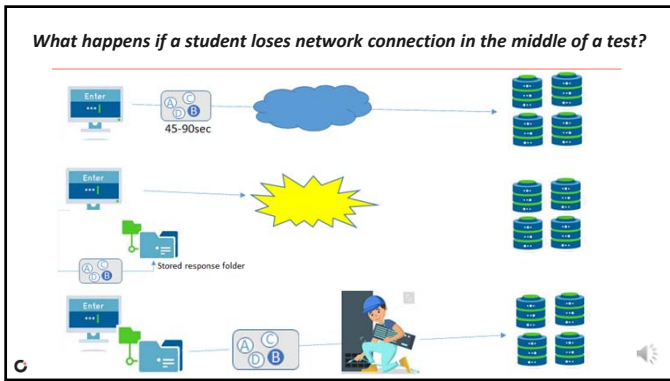 What happens if a student loses network connection in the middle of a test?
Enter
A C
D B
45-90sec
Enter
Stored response folder
A C
D B
Enter
A C
D B